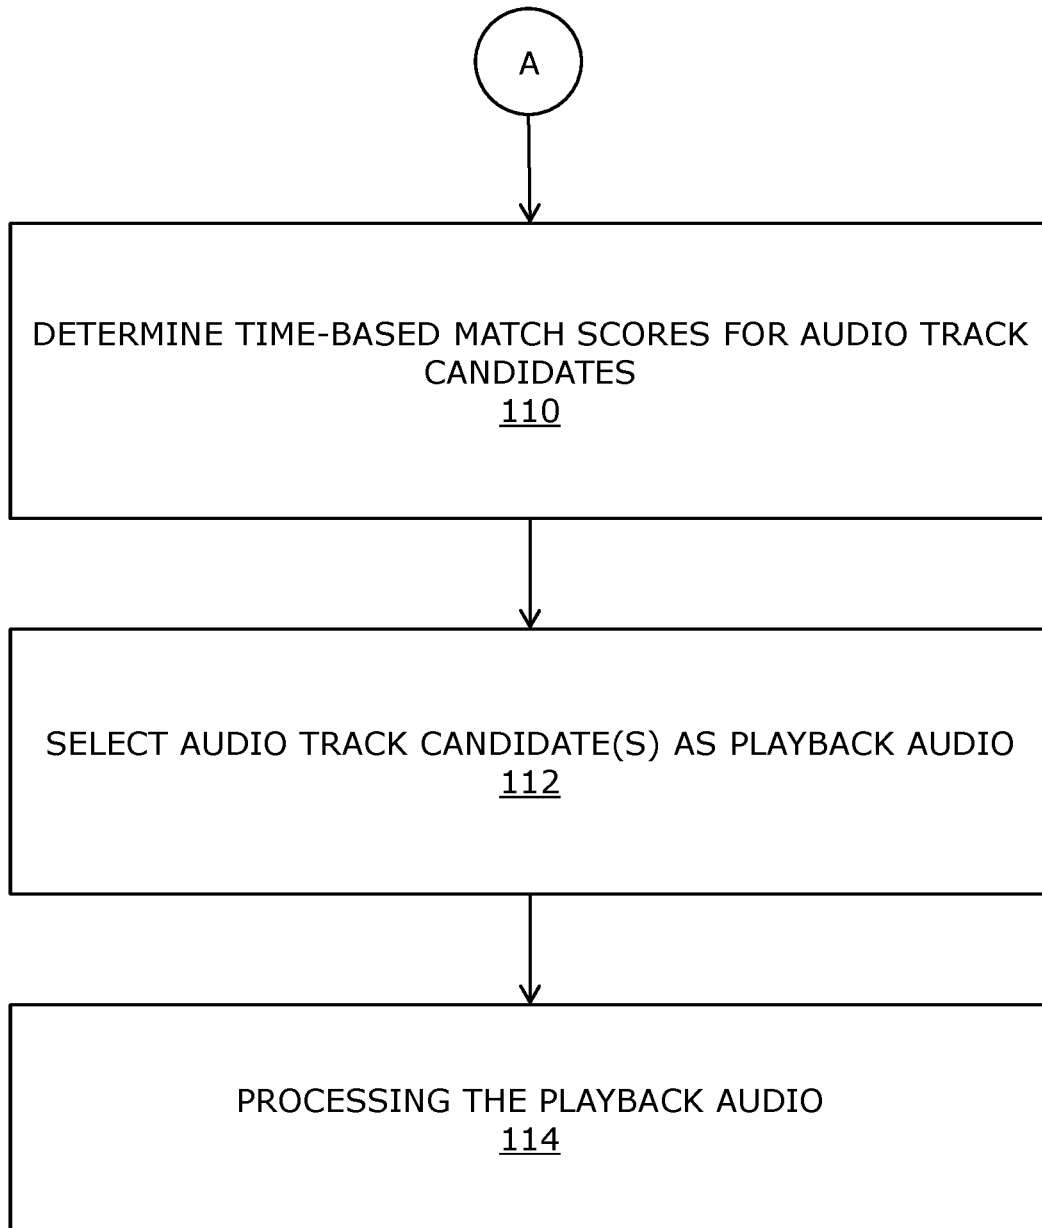 A
DETERMINE TIME-BASED MATCH SCORES FOR AUDIO TRACK
CANDIDATES
110
SELECT AUDIO TRACK CANDIDATE(S) AS PLAYBACK AUDIO
112
PROCESSING THE PLAYBACK AUDIO
114